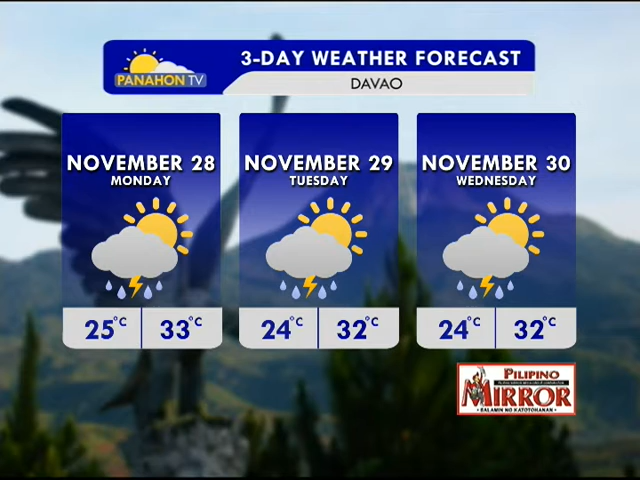 3-DAY WEATHER FORECAST
PANAHON TV
DAVAO
NOVEMBER 28
MONDAY
25°C
33°C
NOVEMBER 29
TUESDAY
24°C
32°C
NOVEMBER 30
WEDNESDAY
24°C
32°C
PILIPINO
MIRROR
• SALAMIN NG KATOTOHANAN •